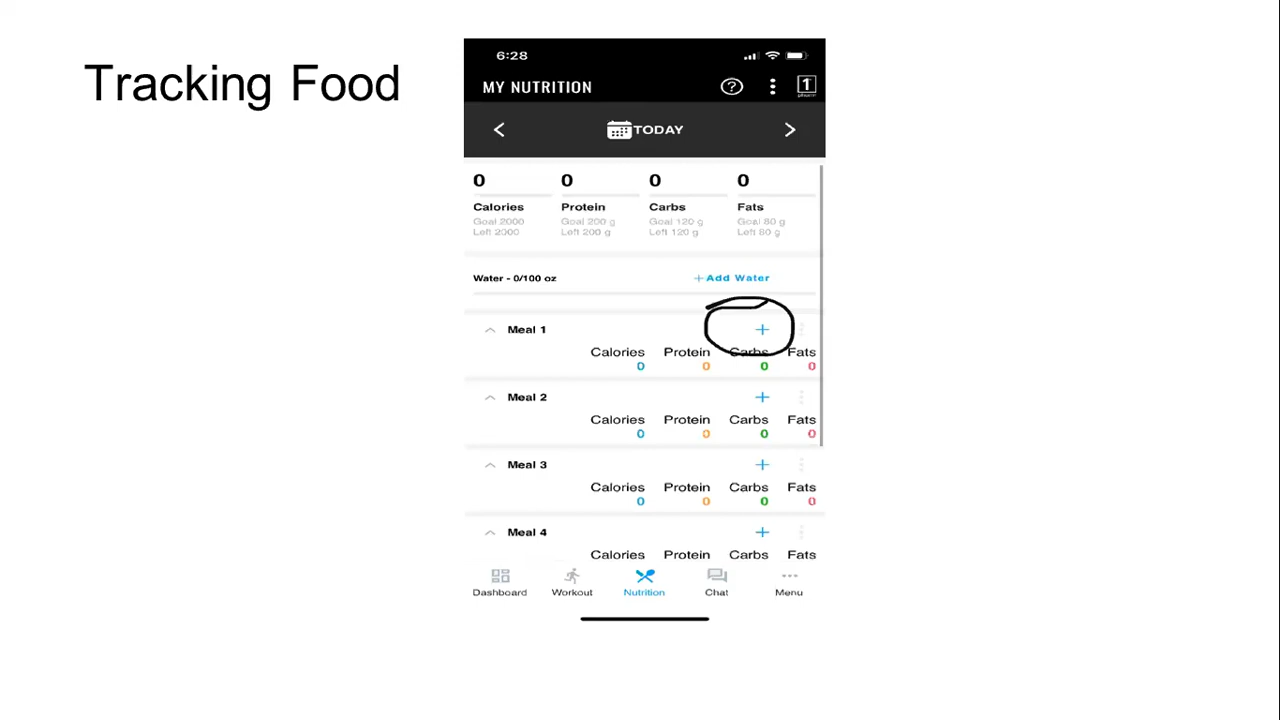 Tracking Food
6:28
MY NUTRITION
?
1
TODAY
0 0 0 0
Calories Protein Carbs Fats
Goal 2000 Goal 200 g Goal 120 g Goal 80 g
Left 2000 Left 200 g Left 120 g Left 80 g
Water - 0/100 oz +Add Water
Meal 1 +
Calories Protein Carbs Fats
0 0 0 0
Meal 2 +
Calories Protein Carbs Fats
0 0 0 0
Meal 3 +
Calories Protein Carbs Fats
0 0 0 0
Meal 4 +
Calories Protein Carbs Fats
Dashboard Workout Nutrition Chat Menu